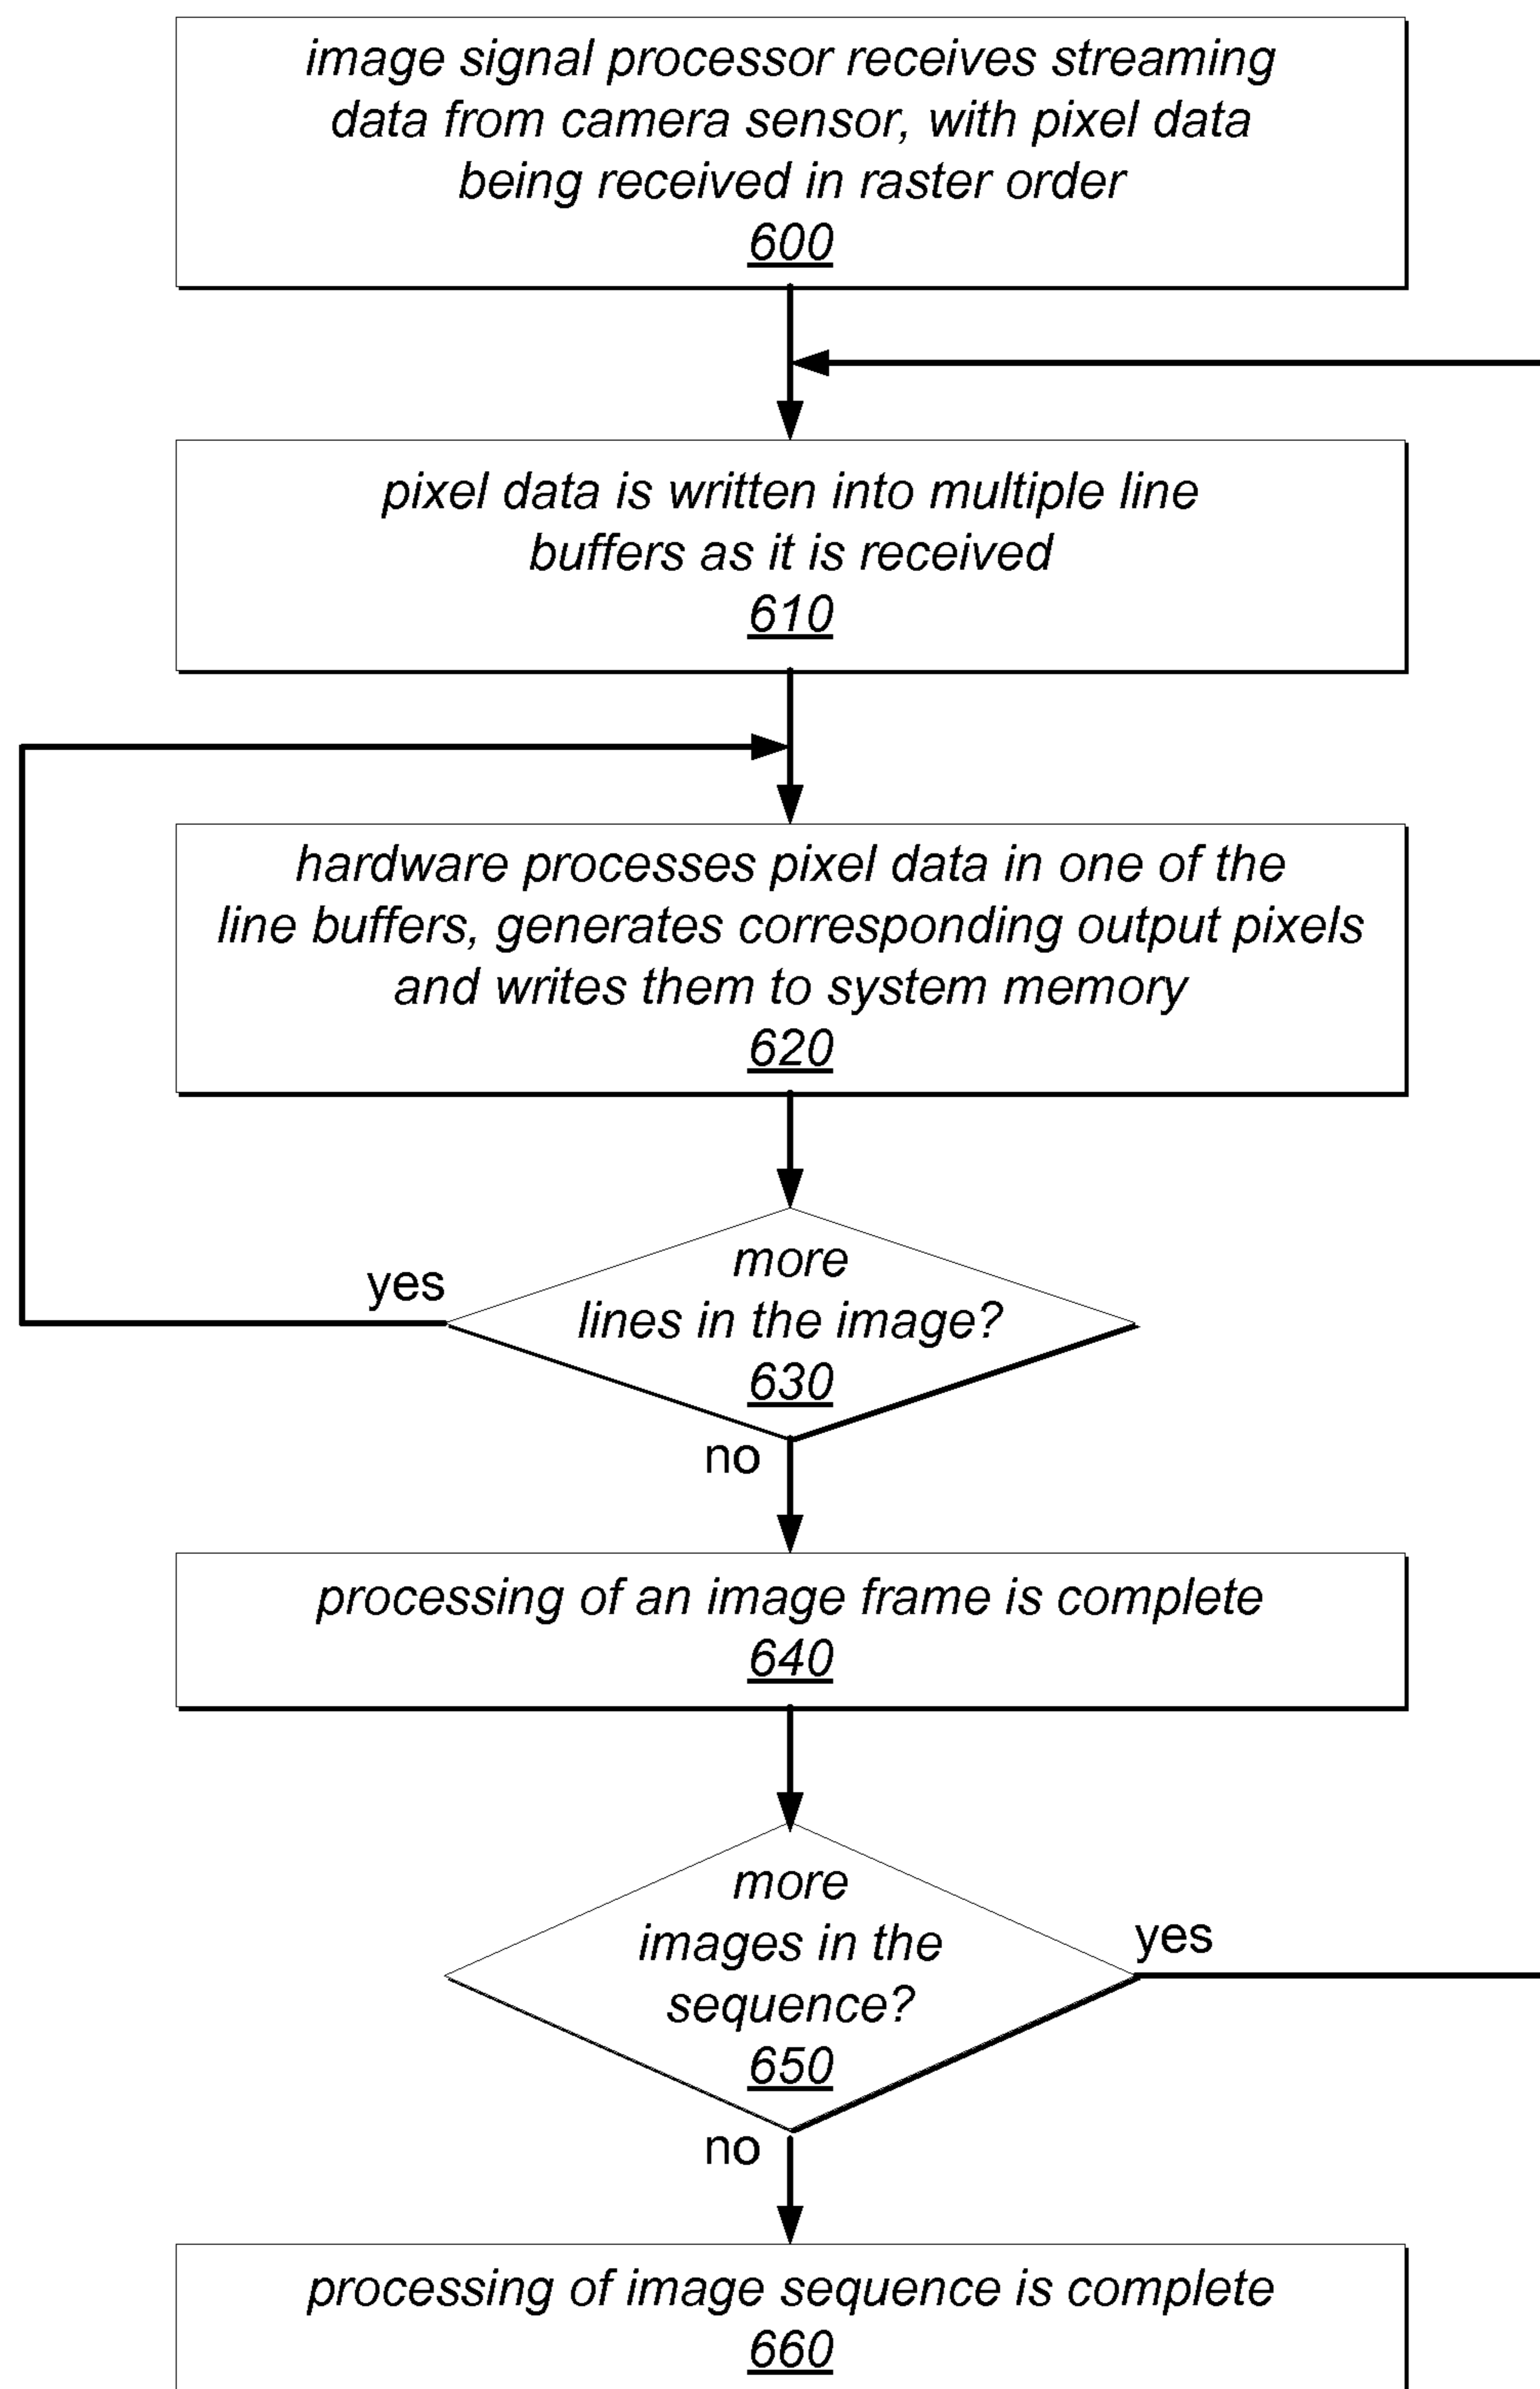 image signal processor receives streaming
data from camera sensor, with pixel data
being received in raster order
600
pixel data is written into multiple line
buffers as it is received
610
hardware processes pixel data in one of the
line buffers, generates corresponding output pixels
and writes them to system memory
620
more
lines in the image?
630
yes
no
processing of an image frame is complete
640
more
images in the
sequence?
650
yes
no
processing of image sequence is complete
660